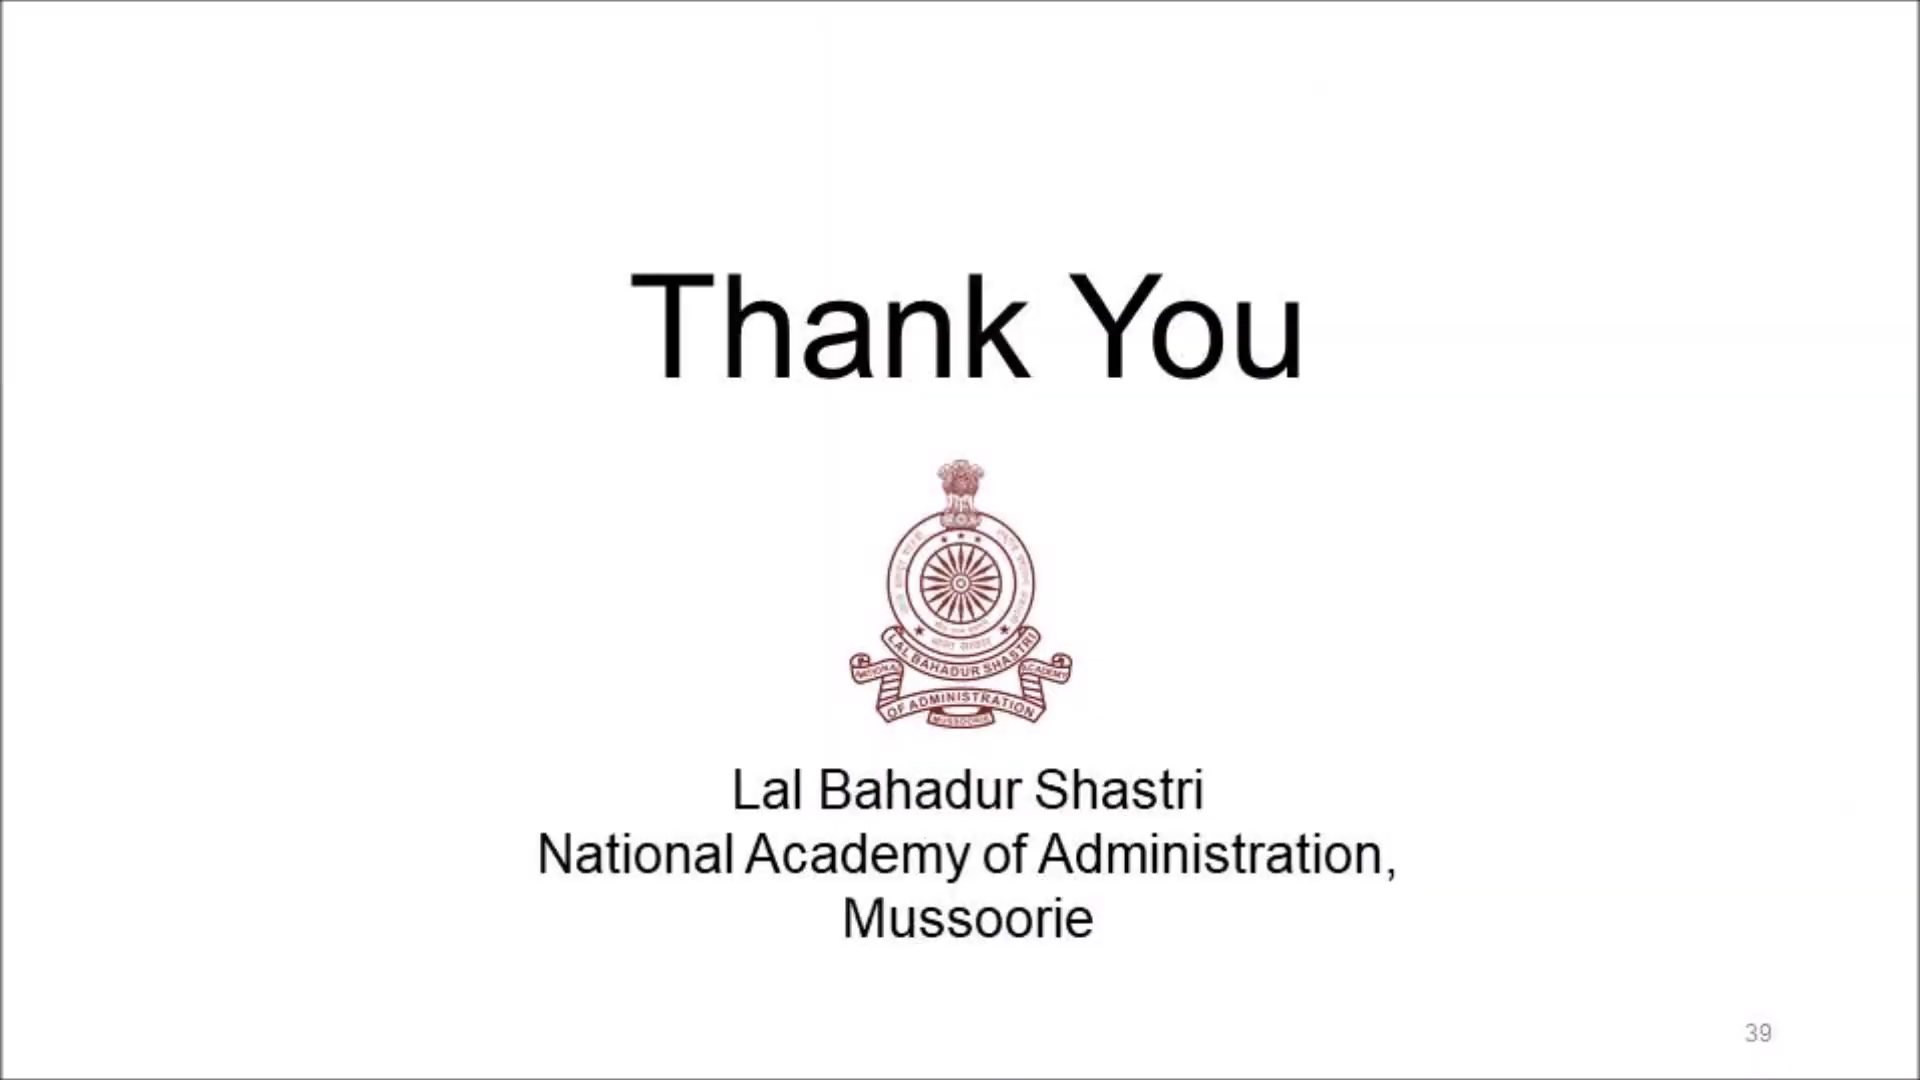 Thank You
LAL BAHADUR SHASTRI
NATIONAL ACADEMY
OF ADMINISTRATION
MUSSOORIE
Lal Bahadur Shastri
National Academy of Administration,
Mussoorie
39